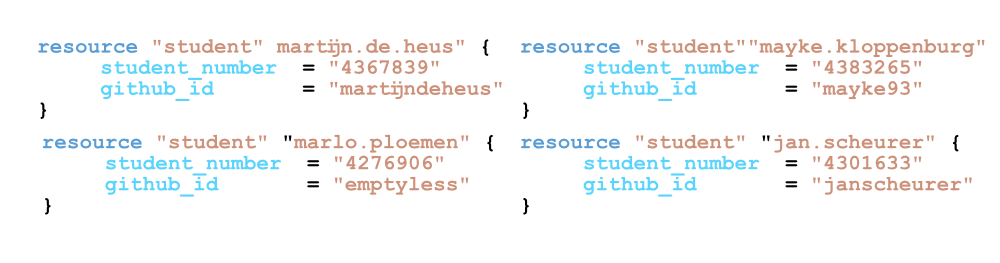 resource "student" martijn.de.heus" {
student_number = "4367839"
github_id = "martijndeheus"
}
resource "student""mayke.kloppenburg"
student_number = "4383265"
github_id = "mayke93"
}
resource "student" "marlo.ploemen" {
student_number = "4276906"
github_id = "emptyless"
}
resource "student" "jan.scheurer" {
student_number = "4301633"
github_id = "janscheurer"
}